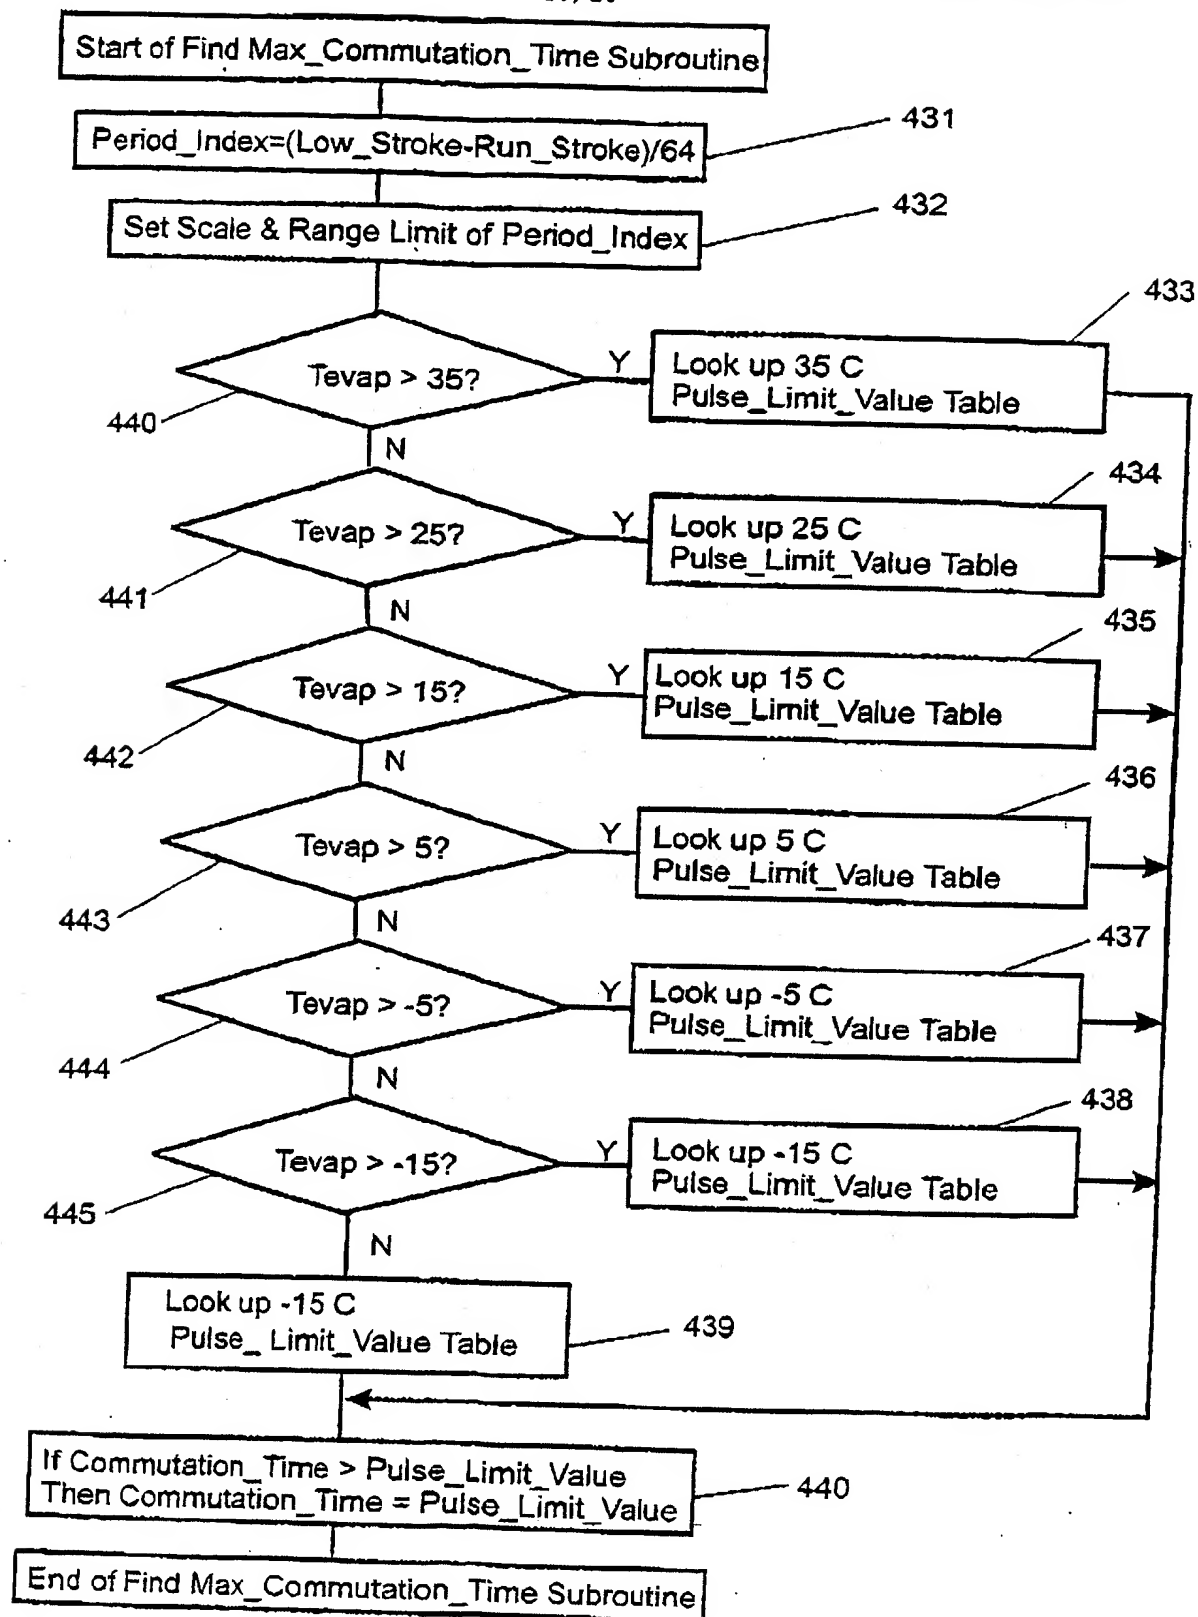 Start of Find Max_Commutation_Time Subroutine
431
Period_Index=(Low_Stroke-Run_Stroke)/64
432
Set Scale & Range Limit of Period_Index
433
Tevap > 35?
Y
Look up 35 C
Pulse_Limit_Value Table
440
N
434
Tevap > 25?
Y
Look up 25 C
Pulse_Limit_Value Table
441
N
435
Tevap > 15?
Y
Look up 15 C
Pulse_Limit_Value Table
442
N
436
Tevap > 5?
Y
Look up 5 C
Pulse_Limit_Value Table
443
N
437
Tevap > -5?
Y
Look up -5 C
Pulse_Limit_Value Table
444
N
438
Tevap > -15?
Y
Look up -15 C
Pulse_Limit_Value Table
445
N
Look up -15 C
Pulse_ Limit_Value Table
439
If Commutation_Time > Pulse_Limit_Value
Then Commutation_Time = Pulse_Limit_Value
440
End of Find Max_Commutation_Time Subroutine